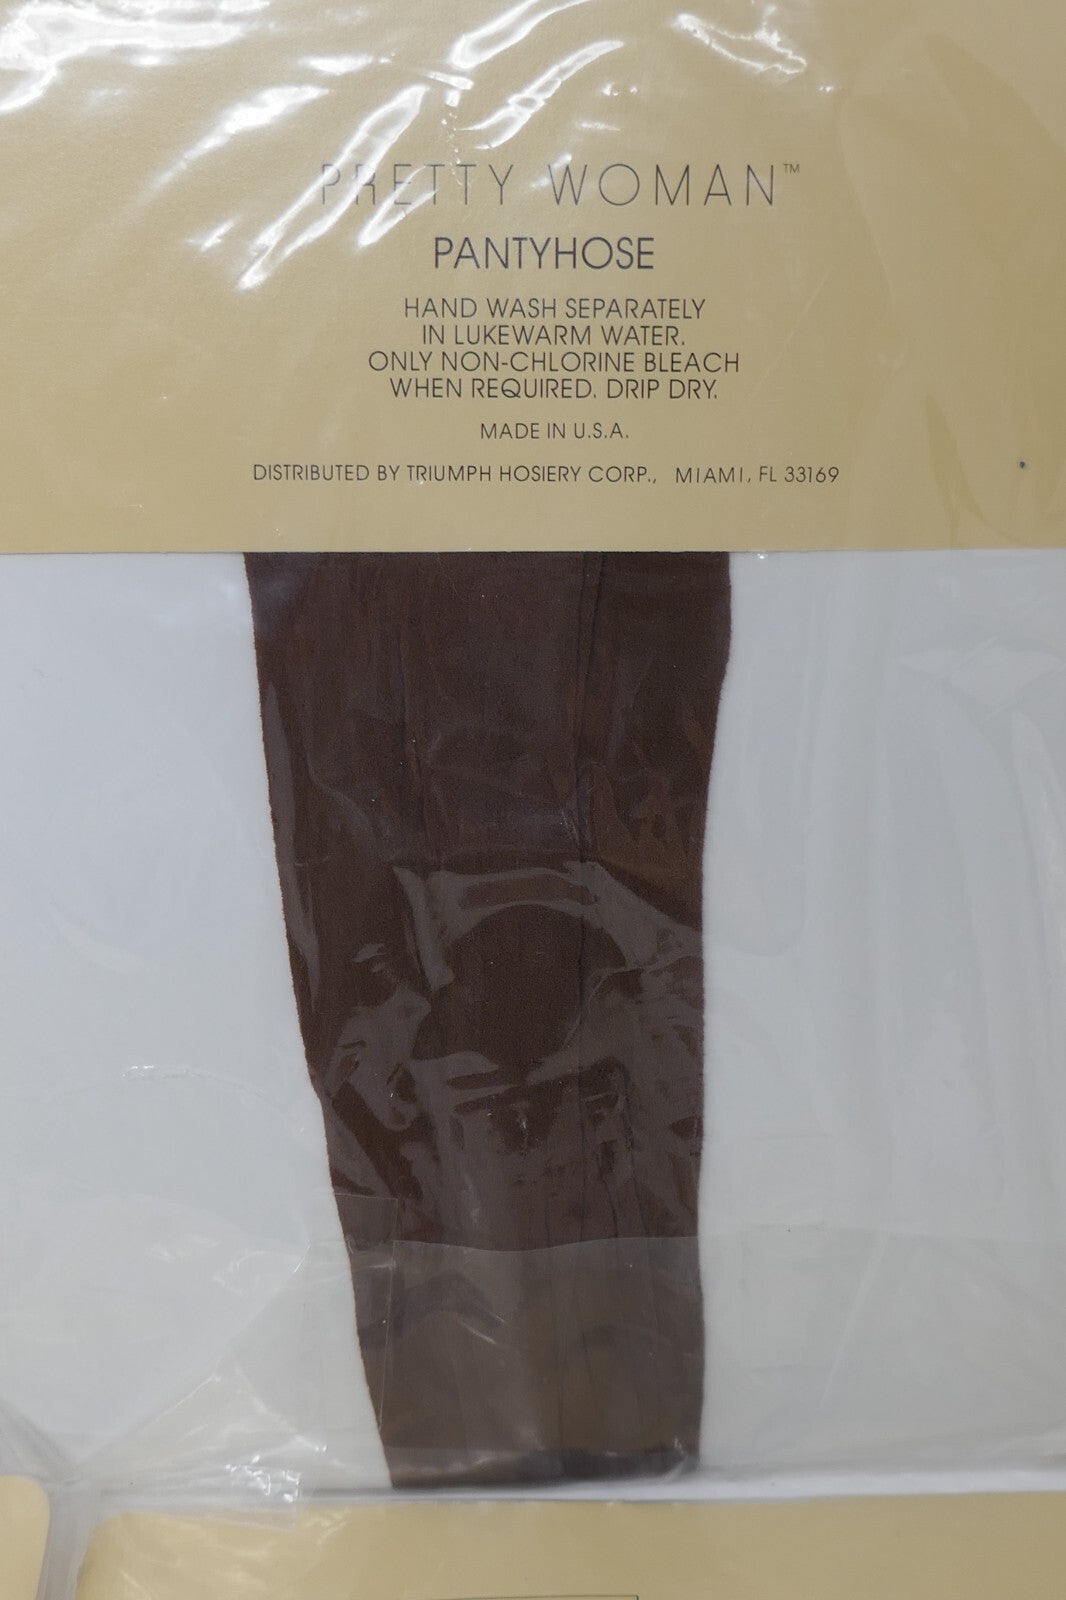 PRETTY WOMAN™
PANTYHOSE
HAND WASH SEPARATELY
IN LUKEWARM WATER.
ONLY NON-CHLORINE BLEACH
WHEN REQUIRED. DRIP DRY.
MADE IN U.S.A.
DISTRIBUTED BY TRIUMPH HOSIERY CORP., MIAMI, FL 33169